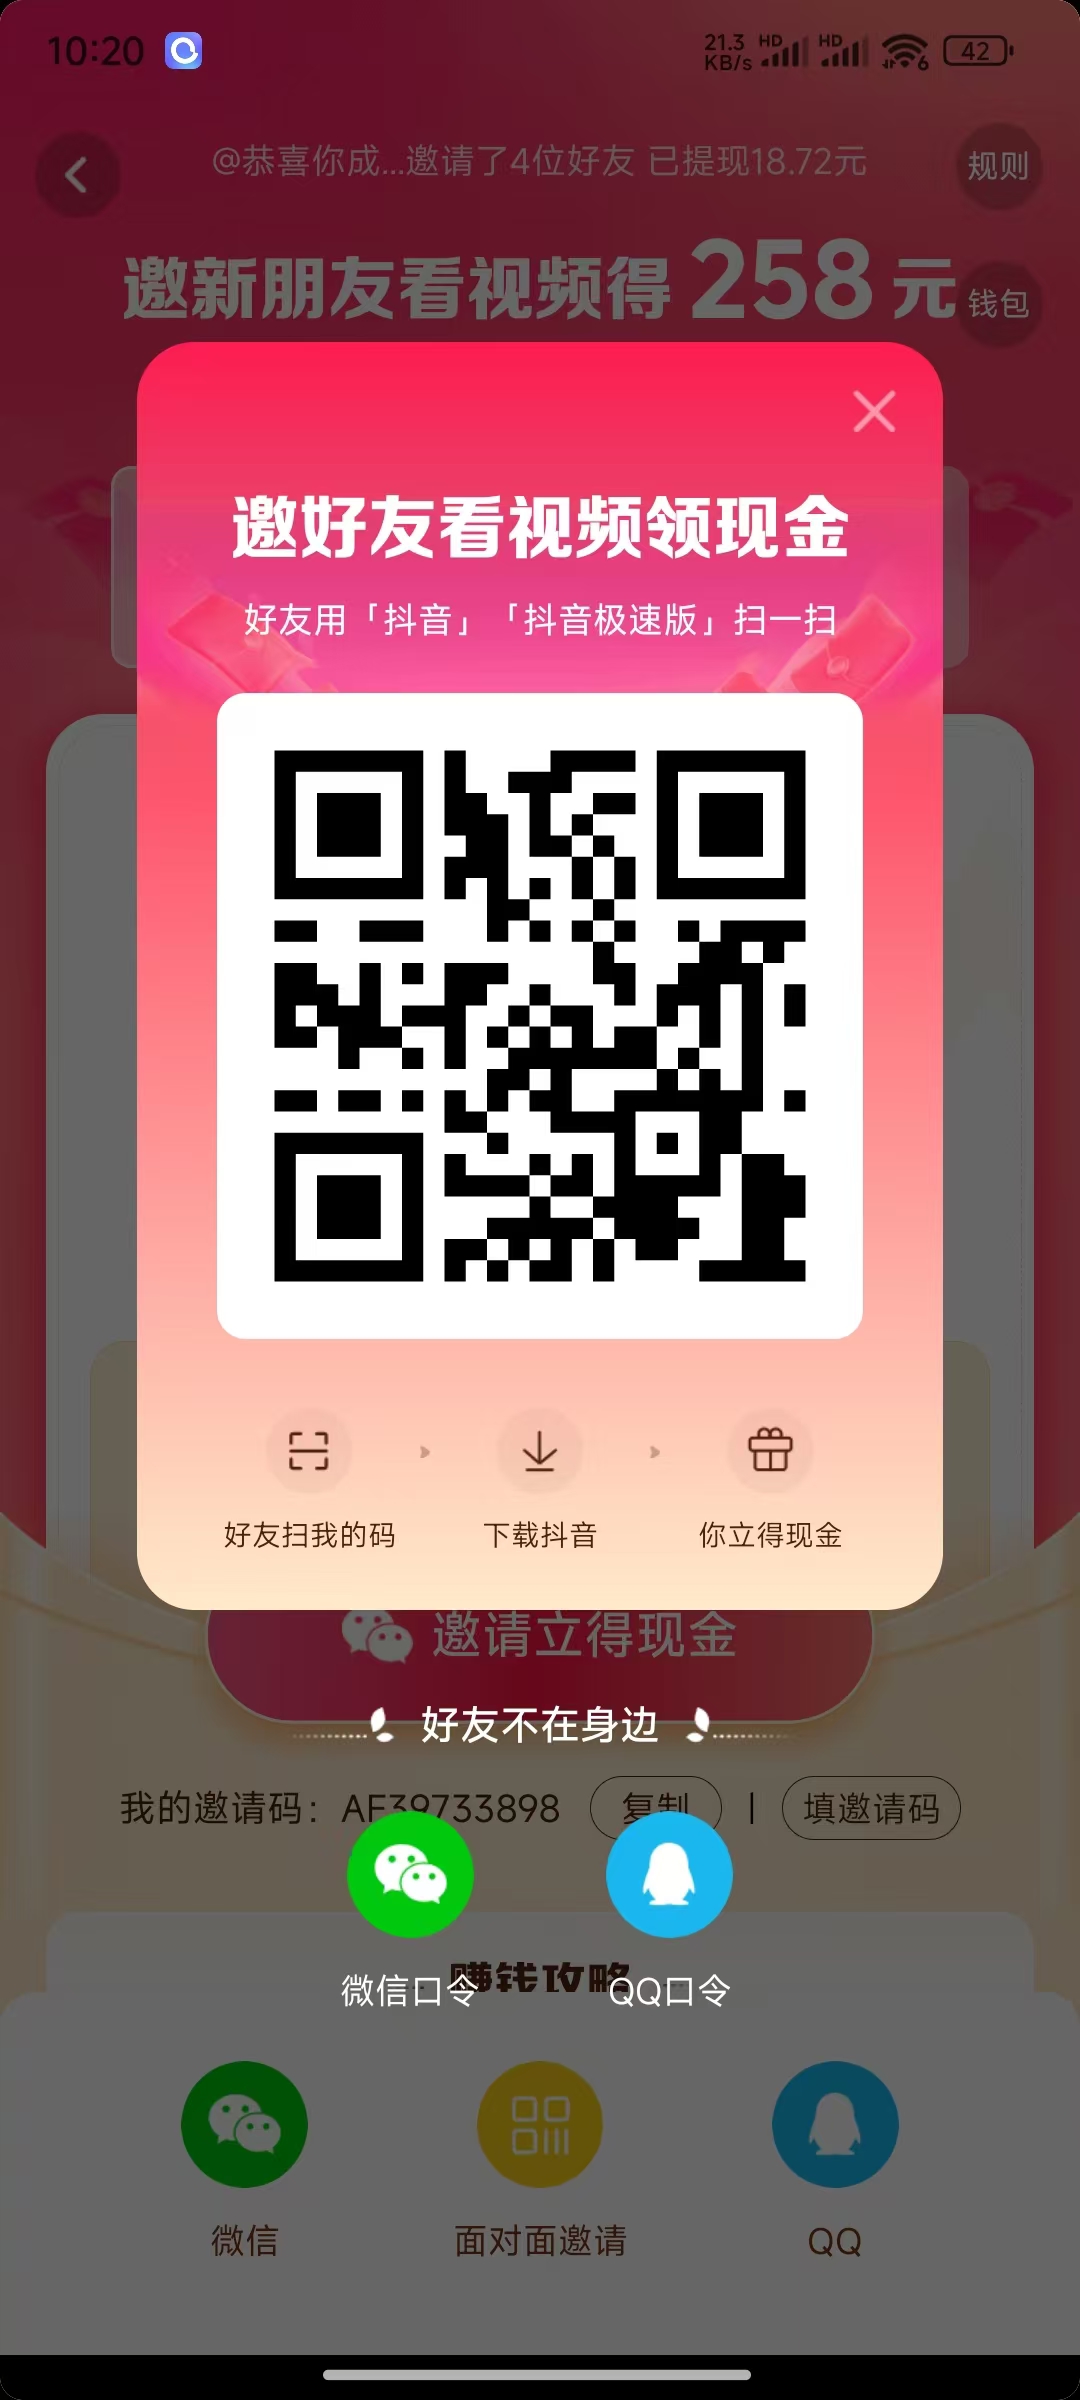 10:20
21.3 KB/s HD HD 6 42
@恭喜你成...邀请了4位好友 已提现18.72元
规则
邀新朋友看视频得 258 元
钱包
邀好友看视频领现金
好友用「抖音」「抖音极速版」扫一扫
好友扫我的码
下载抖音
你立得现金
邀请立得现金
好友不在身边
我的邀请码：AF39733898 复制 | 填邀请码
赚钱攻略
微信口令
QQ口令
微信
面对面邀请
QQ